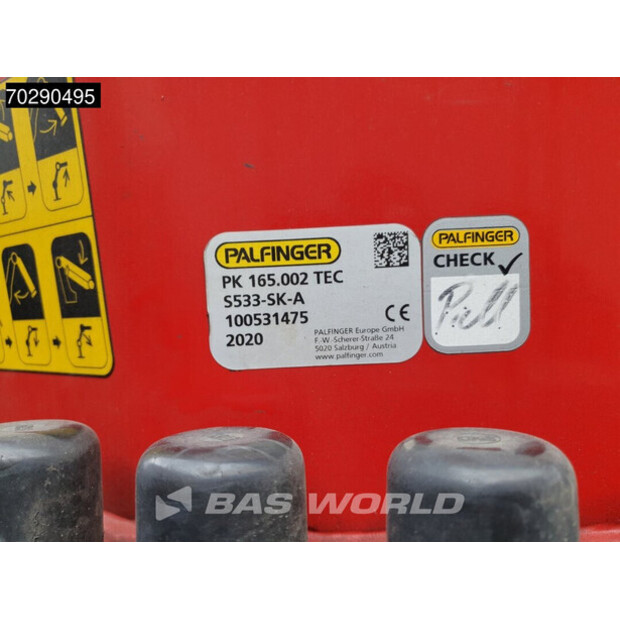 70290495
PALFINGER
PK 165.002 TEC
S533-SK-A
100531475
2020
CE
PALFINGER Europe GmbH
F.-W.-Scherer-Straße 24
5020 Salzburg / Austria
www.palfinger.com
PALFINGER
CHECK
BAS WORLD